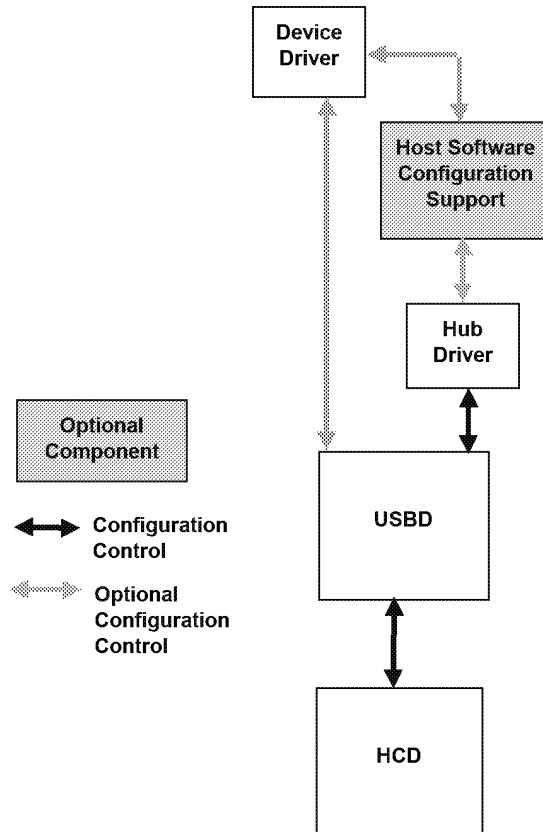 Device
Driver
Host Software
Configuration
Support
Hub
Driver
Optional
Component
USBD
Configuration
Control
Optional
Configuration
Control
HCD